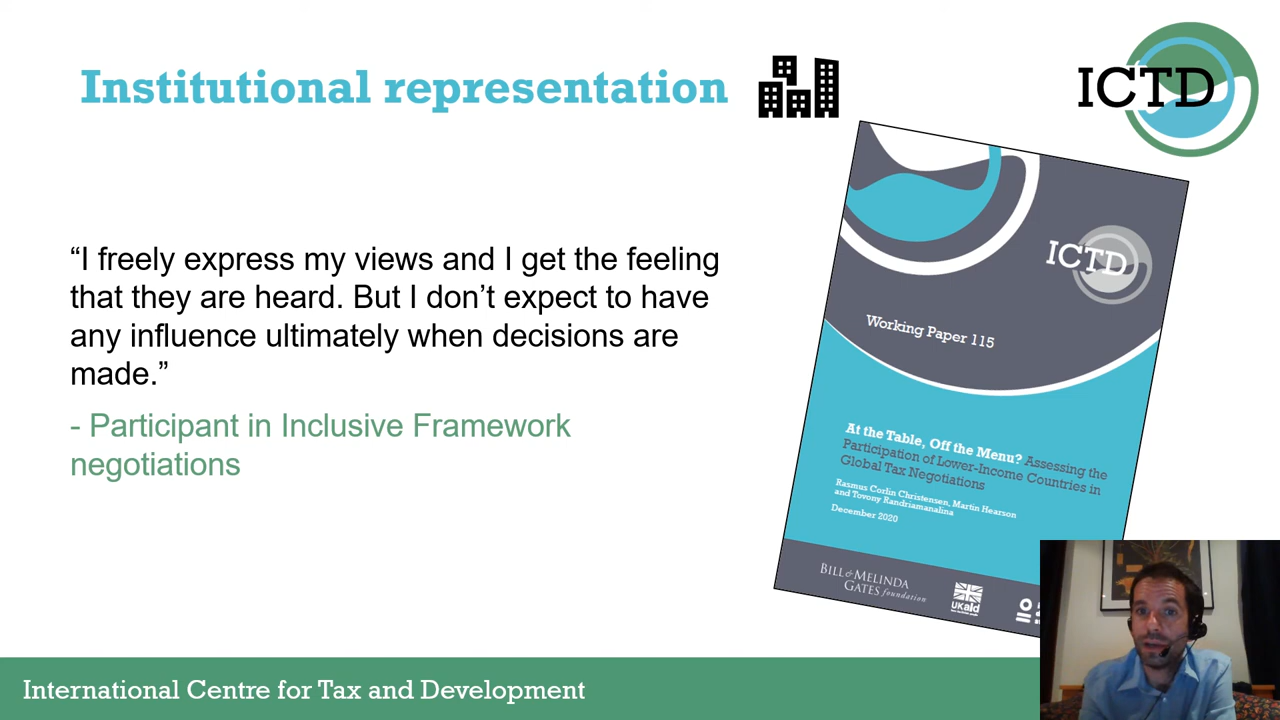 Institutional representation
ICTD
“I freely express my views and I get the feeling
that they are heard. But I don’t expect to have
any influence ultimately when decisions are
made.”
- Participant in Inclusive Framework
negotiations
ICTD
Working Paper 115
At the Table, Off the Menu? Assessing the
Participation of Lower-Income Countries in
Global Tax Negotiations
Rasmus Corlin Christensen, Martin Hearson
and Tovony Randriamanalina
December 2020
BILL & MELINDA
GATES foundation
UKaid
International Centre for Tax and Development